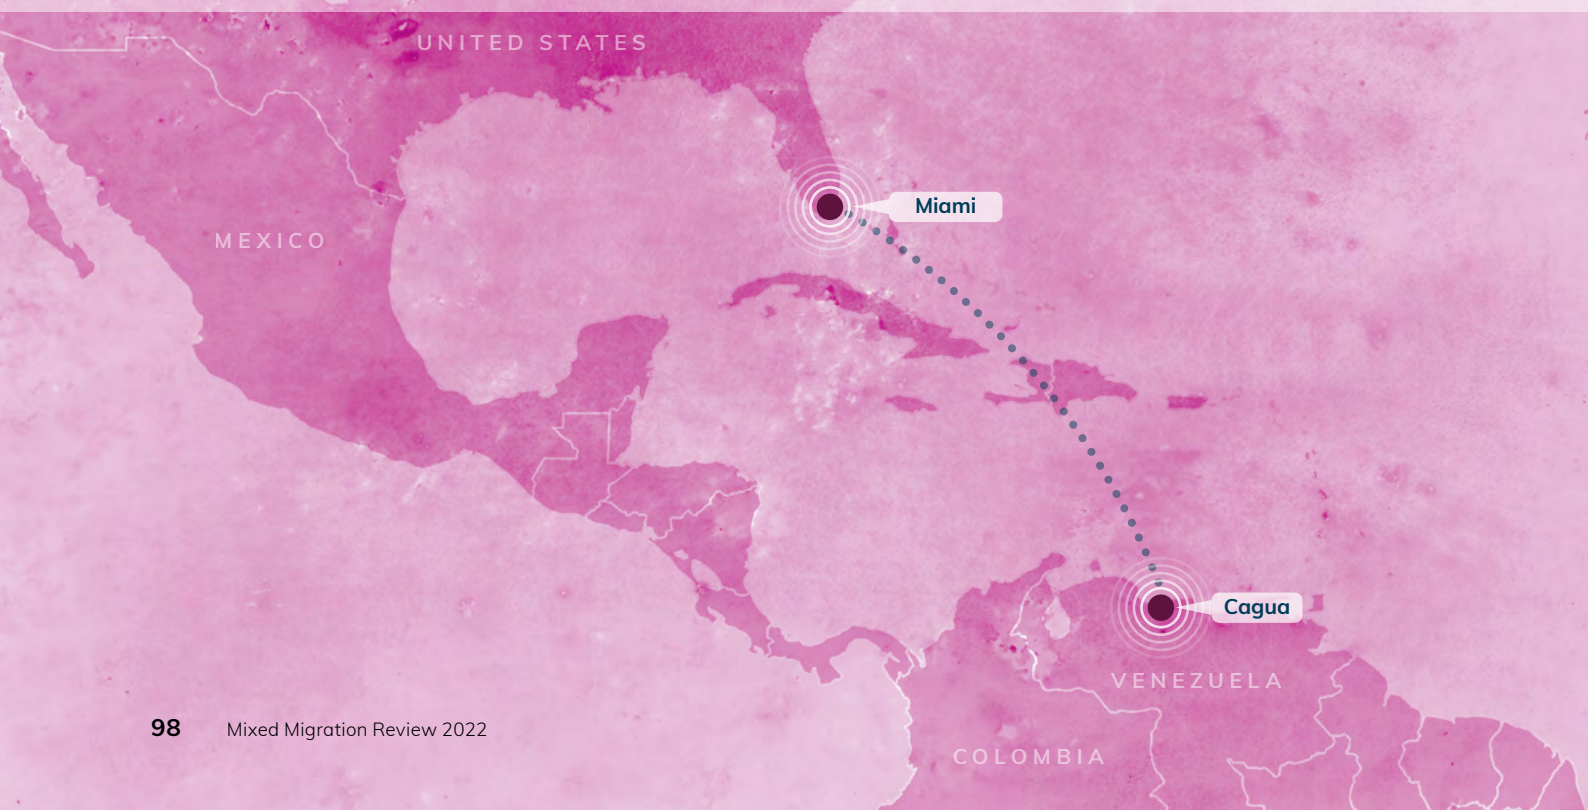 UNITED STATES
Miami
MEXICO
Cagua
VENEZUELA
COLOMBIA
98 Mixed Migration Review 2022